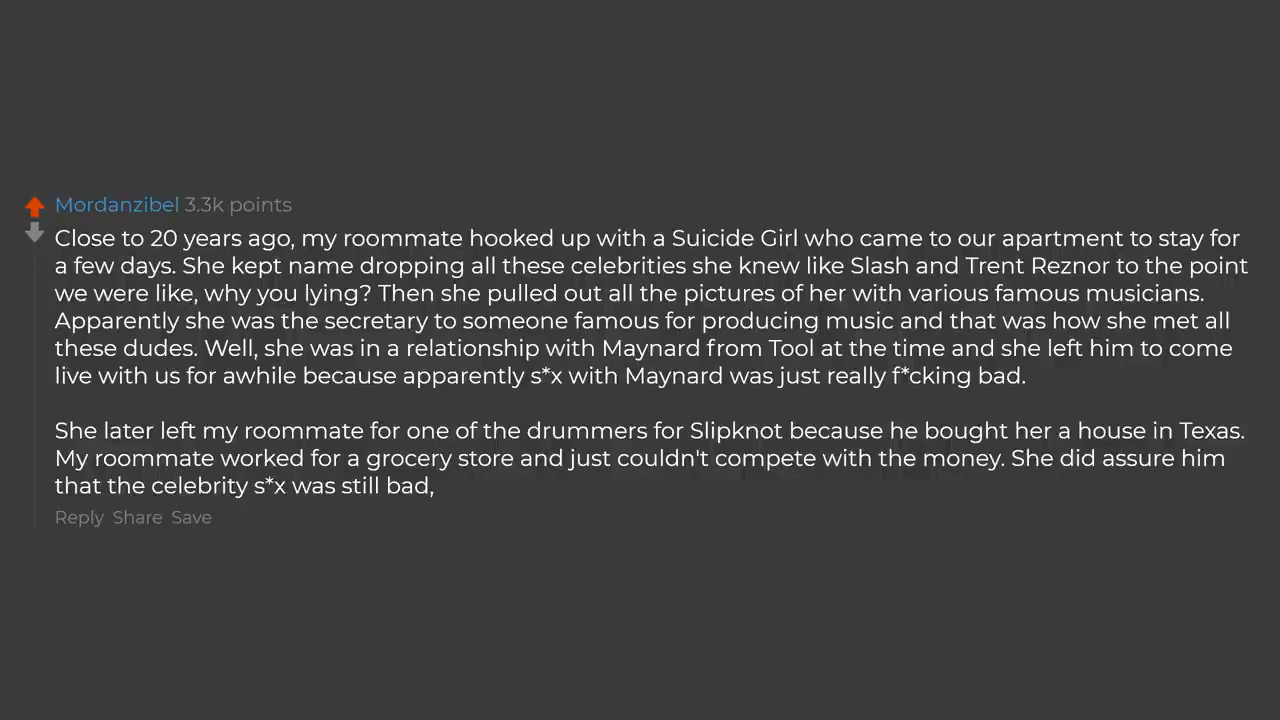 Mordanzibel 3.3k points
Close to 20 years ago, my roommate hooked up with a Suicide Girl who came to our apartment to stay for
a few days. She kept name dropping all these celebrities she knew like Slash and Trent Reznor to the point
we were like, why you lying? Then she pulled out all the pictures of her with various famous musicians.
Apparently she was the secretary to someone famous for producing music and that was how she met all
these dudes. Well, she was in a relationship with Maynard from Tool at the time and she left him to come
live with us for awhile because apparently s*x with Maynard was just really f*cking bad.
She later left my roommate for one of the drummers for Slipknot because he bought her a house in Texas.
My roommate worked for a grocery store and just couldn't compete with the money. She did assure him
that the celebrity s*x was still bad,
Reply Share Save